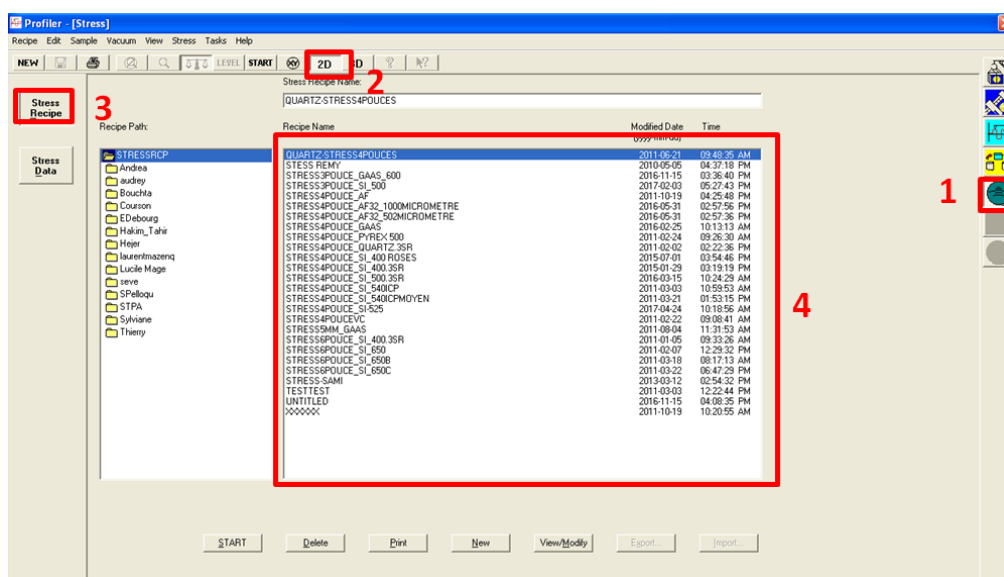 Profiler - [Stress]
Recipe Edit Sample Vacuum View Stress Tasks Help
NEW LEVEL START XY 2D 3D ? ?
2
Stress Recipe Name:
QUARTZ-STRESS4POUCES
Stress Recipe
3
Recipe Path: Recipe Name Modified Date Time
(yyyy-mm-dd)
STRESSRCP
Andrea
audrey
Bouchta
Courson
EDebourg
Hakim_Tahir
Hejer
laurentmazenq
Lucile Mage
seve
SPelloqu
STPA
Sylviane
Thierry
QUARTZ-STRESS4POUCES 2011-06-21 09:48:35 AM
STESS REMY 2010-05-05 04:37:18 PM
STRESS3POUCE_GAAS_600 2016-11-15 03:36:40 PM
STRESS3POUCE_SI_500 2017-02-03 05:27:43 PM
STRESS4POUCE_AF 2011-10-19 04:25:48 PM
STRESS4POUCE_AF32_1000MICROMETRE 2016-05-31 02:57:56 PM
STRESS4POUCE_AF32_502MICROMETRE 2016-05-31 02:57:36 PM
STRESS4POUCE_GAAS 2016-02-25 10:13:13 AM
STRESS4POUCE_PYREX 500 2011-02-24 09:26:30 AM
STRESS4POUCE_QUARTZ.3SR 2011-02-02 02:22:36 PM
STRESS4POUCE_SI_400 ROSES 2015-07-01 03:54:46 PM
STRESS4POUCE_SI_400.3SR 2015-01-29 03:19:19 PM
STRESS4POUCE_SI_500.3SR 2016-03-15 10:24:29 AM
STRESS4POUCE_SI_540ICP 2011-03-03 10:59:53 AM
STRESS4POUCE_SI_540ICPMOYEN 2011-03-21 01:53:15 PM
STRESS4POUCE_SI-525 2017-04-24 10:18:56 AM
STRESS4POUCEVC 2011-02-22 09:08:41 AM
STRESS5MM_GAAS 2011-08-04 11:31:53 AM
STRESS6POUCE_SI_400.3SR 2011-01-05 09:33:26 AM
STRESS6POUCE_SI_650 2011-02-07 12:29:32 PM
STRESS6POUCE_SI_650B 2011-03-18 08:17:13 AM
STRESS6POUCE_SI_650C 2011-03-22 06:47:29 PM
STRESS-SAMI 2013-03-12 02:54:32 PM
TESTTEST 2011-03-03 12:22:44 PM
UNTITLED 2016-11-15 04:08:35 PM
XXXXXX 2011-10-19 10:20:55 AM
Stress Data
1
4
START Delete Print New View/Modify Export... Import...